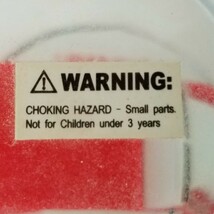 WARNING:
CHOKING HAZARD - Small parts.
Not for Children under 3 years